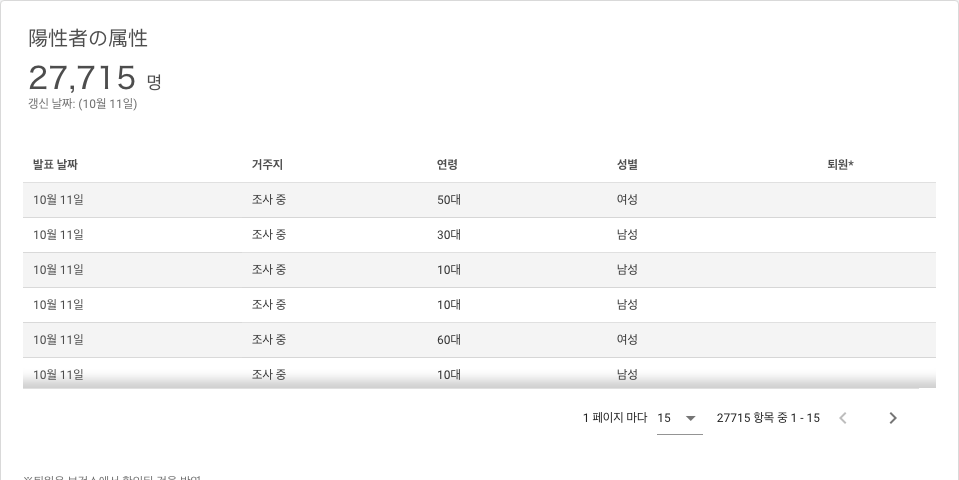 陽性者の属性
27,715 명
갱신 날짜: (10월 11일)
발표 날짜 거주지 연령 성별 퇴원*
10월 11일 조사 중 50대 여성
10월 11일 조사 중 30대 남성
10월 11일 조사 중 10대 남성
10월 11일 조사 중 10대 남성
10월 11일 조사 중 60대 여성
10월 11일 조사 중 10대 남성
1 페이지 마다 15 27715 항목 중 1 - 15